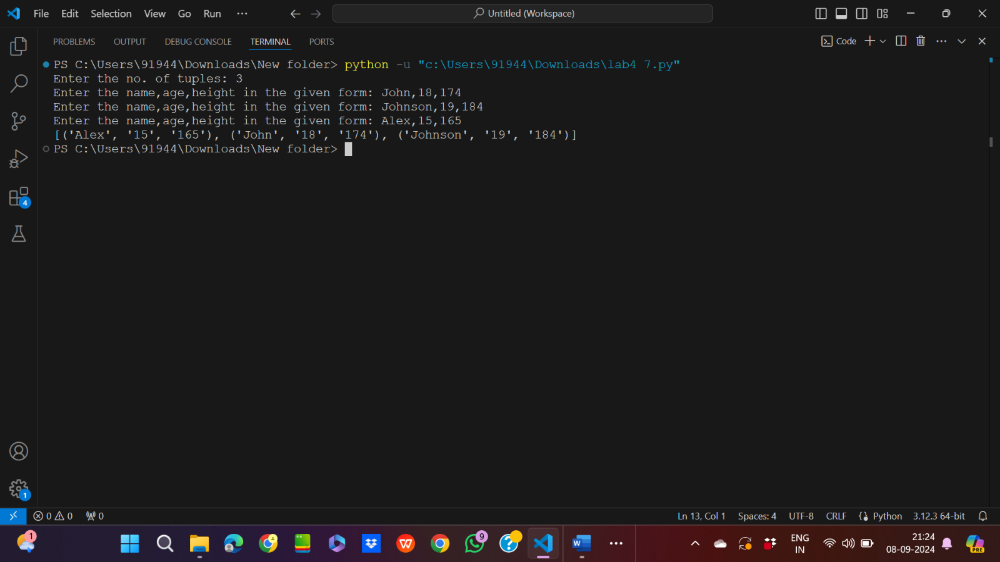 File Edit Selection View Go Run ···
Untitled (Workspace)
PROBLEMS OUTPUT DEBUG CONSOLE TERMINAL PORTS
Code
PS C:\Users\91944\Downloads\New folder> python -u "c:\Users\91944\Downloads\lab4 7.py"
Enter the no. of tuples: 3
Enter the name,age,height in the given form: John,18,174
Enter the name,age,height in the given form: Johnson,19,184
Enter the name,age,height in the given form: Alex,15,165
[('Alex', '15', '165'), ('John', '18', '174'), ('Johnson', '19', '184')]
PS C:\Users\91944\Downloads\New folder>
4
1
0 0 0
Ln 13, Col 1 Spaces: 4 UTF-8 CRLF Python 3.12.3 64-bit
1
W
9
?
W
ENG
IN
21:24
08-09-2024
PRE